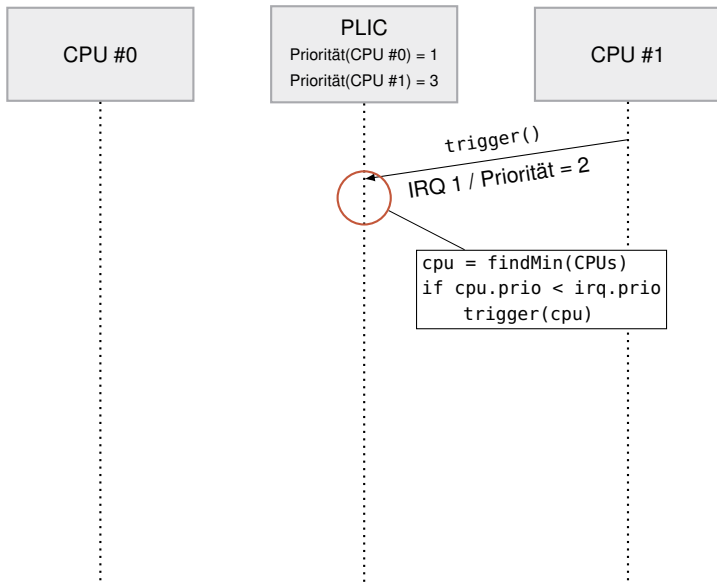 CPU #0
PLIC
Priorität(CPU #0) = 1
Priorität(CPU #1) = 3
CPU #1
trigger()
IRQ 1 / Priorität = 2
cpu = findMin(CPUs)
if cpu.prio < irq.prio
trigger(cpu)